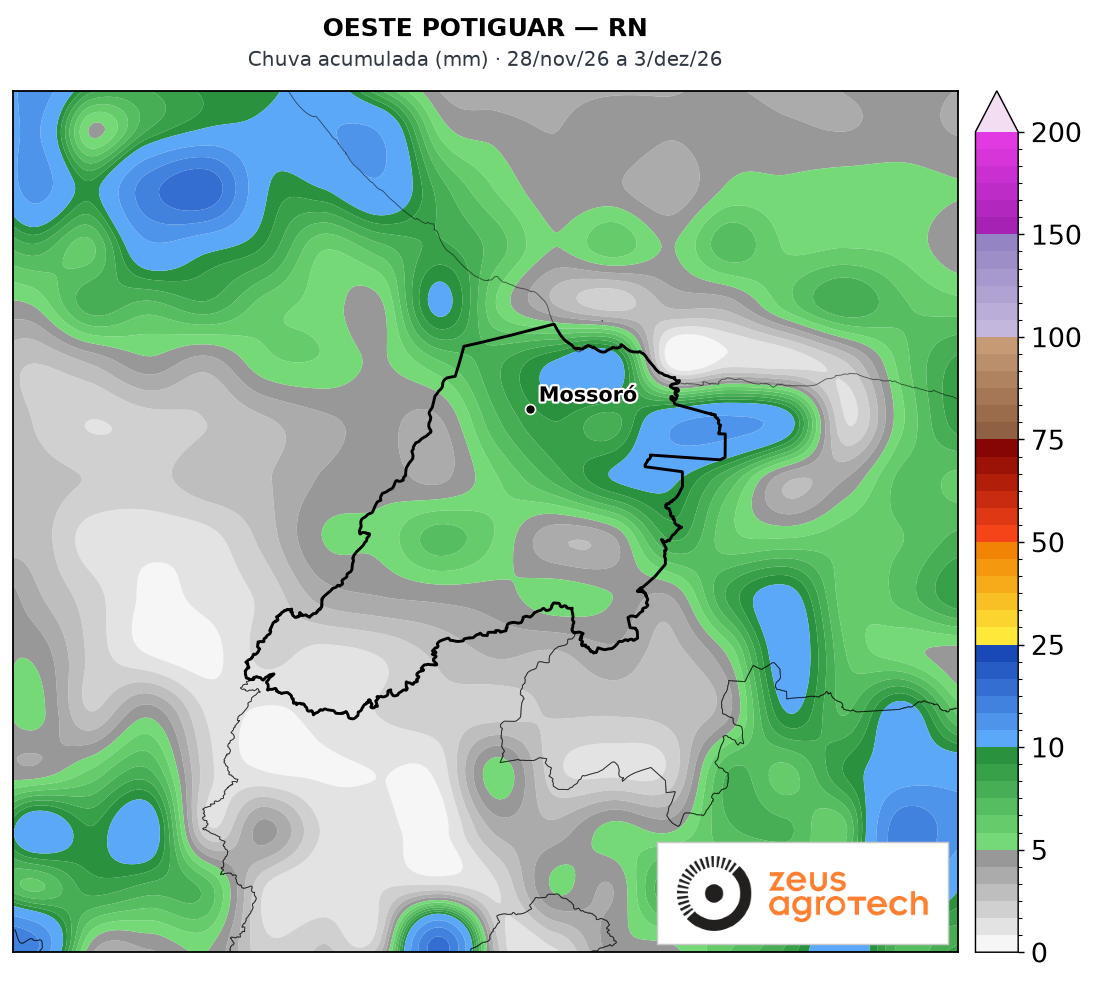 OESTE POTIGUAR — RN
Chuva acumulada (mm) · 28/nov/26 a 3/dez/26
Mossoró
200
150
100
75
50
25
10
5
0
zeus
agrotech